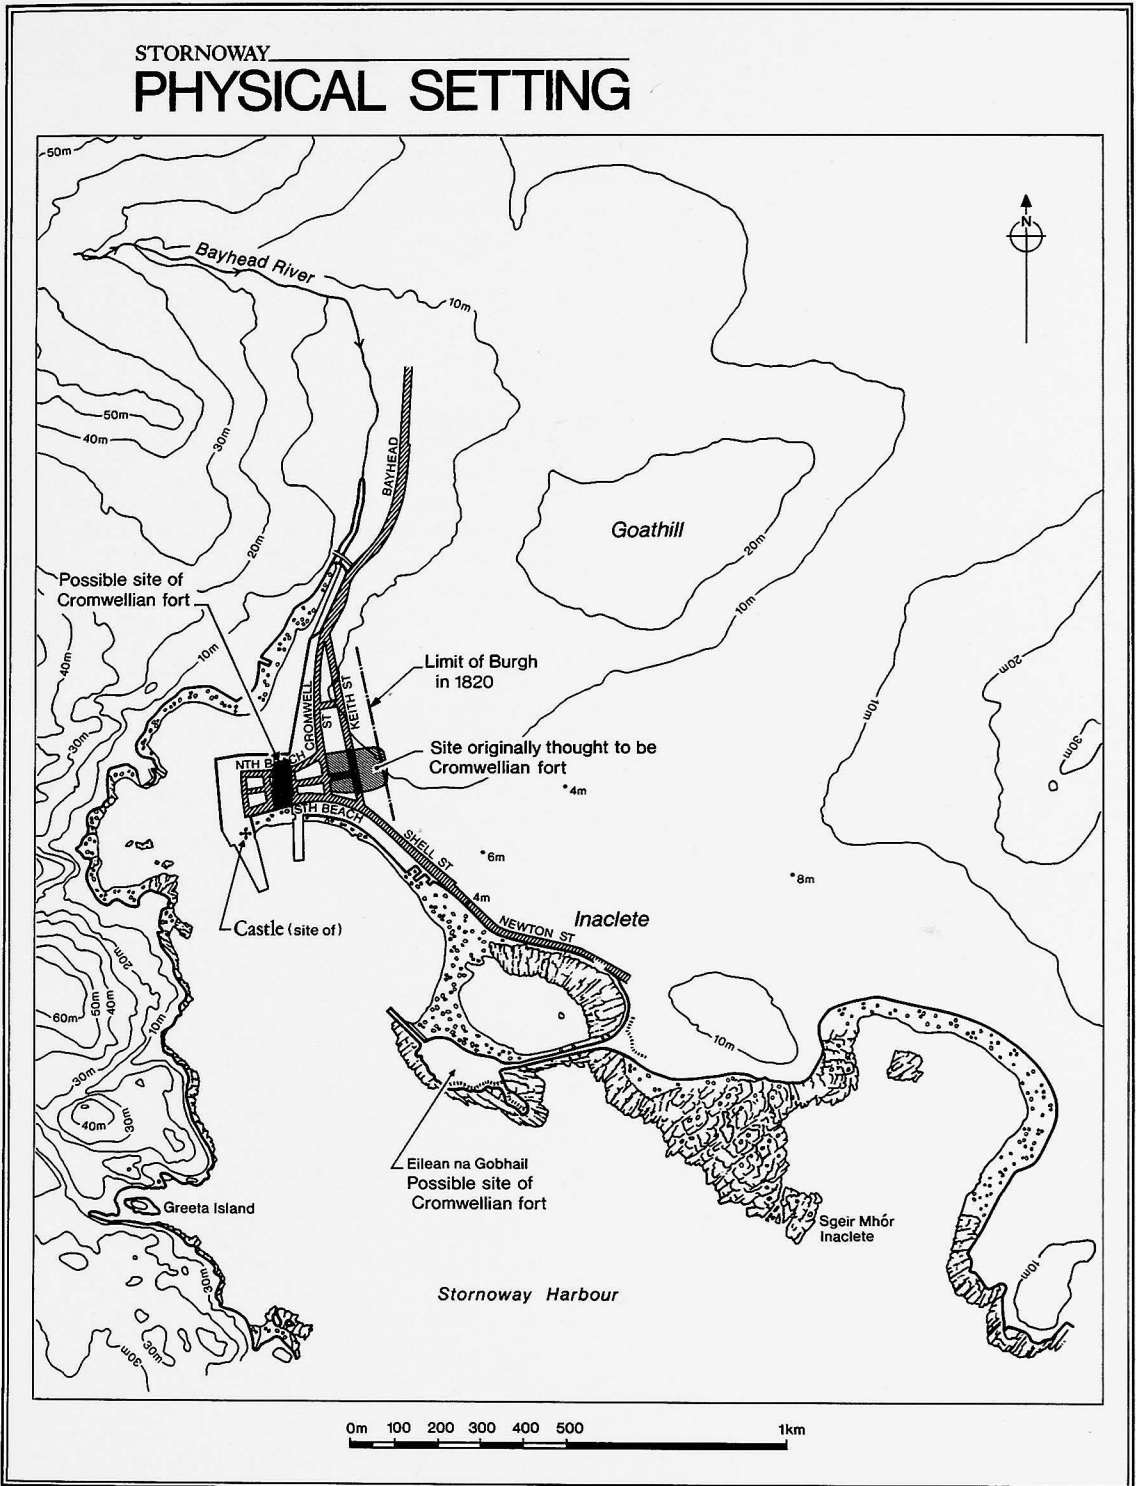 STORNOWAY
PHYSICAL SETTING
50m
N
Bayhead River
10m
50m
40m
30m
BAYHEAD
Goathill
20m
20m
10m
Possible site of
Cromwellian fort
40m
10m
Limit of Burgh
in 1820
20m
10m
30m
30m
CROMWELL
ST
KEITH ST
Site originally thought to be
Cromwellian fort
NTH B CH
4m
STH BEACH
SHELL ST
6m
8m
4m
Castle (site of)
NEWTON ST
Inaclete
20m
60m
50m
40m
10m
10m
30m
40m
30m
Eilean na Gobhail
Possible site of
Cromwellian fort
Greeta Island
Sgeir Mhór
Inaclete
10m
30m
Stornoway Harbour
30m
30m
0m 100 200 300 400 500 1km